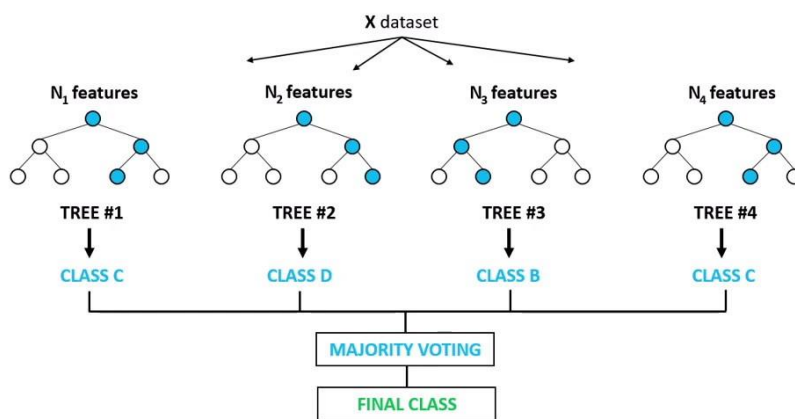 X dataset
N₁ features N₂ features N₃ features N₄ features
TREE #1 TREE #2 TREE #3 TREE #4
CLASS C CLASS D CLASS B CLASS C
MAJORITY VOTING
FINAL CLASS